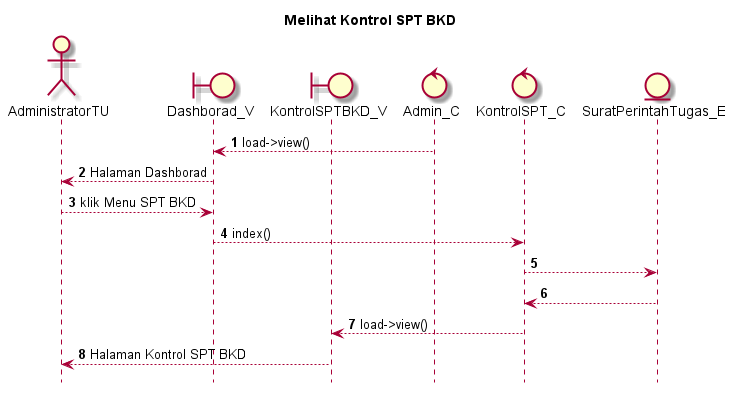 Melihat Kontrol SPT BKD
AdministratorTU
Dashborad_V
KontrolSPTBKD_V
Admin_C
KontrolSPT_C
SuratPerintahTugas_E
1 load->view()
2 Halaman Dashborad
3 klik Menu SPT BKD
4 index()
5
6
7 load->view()
8 Halaman Kontrol SPT BKD